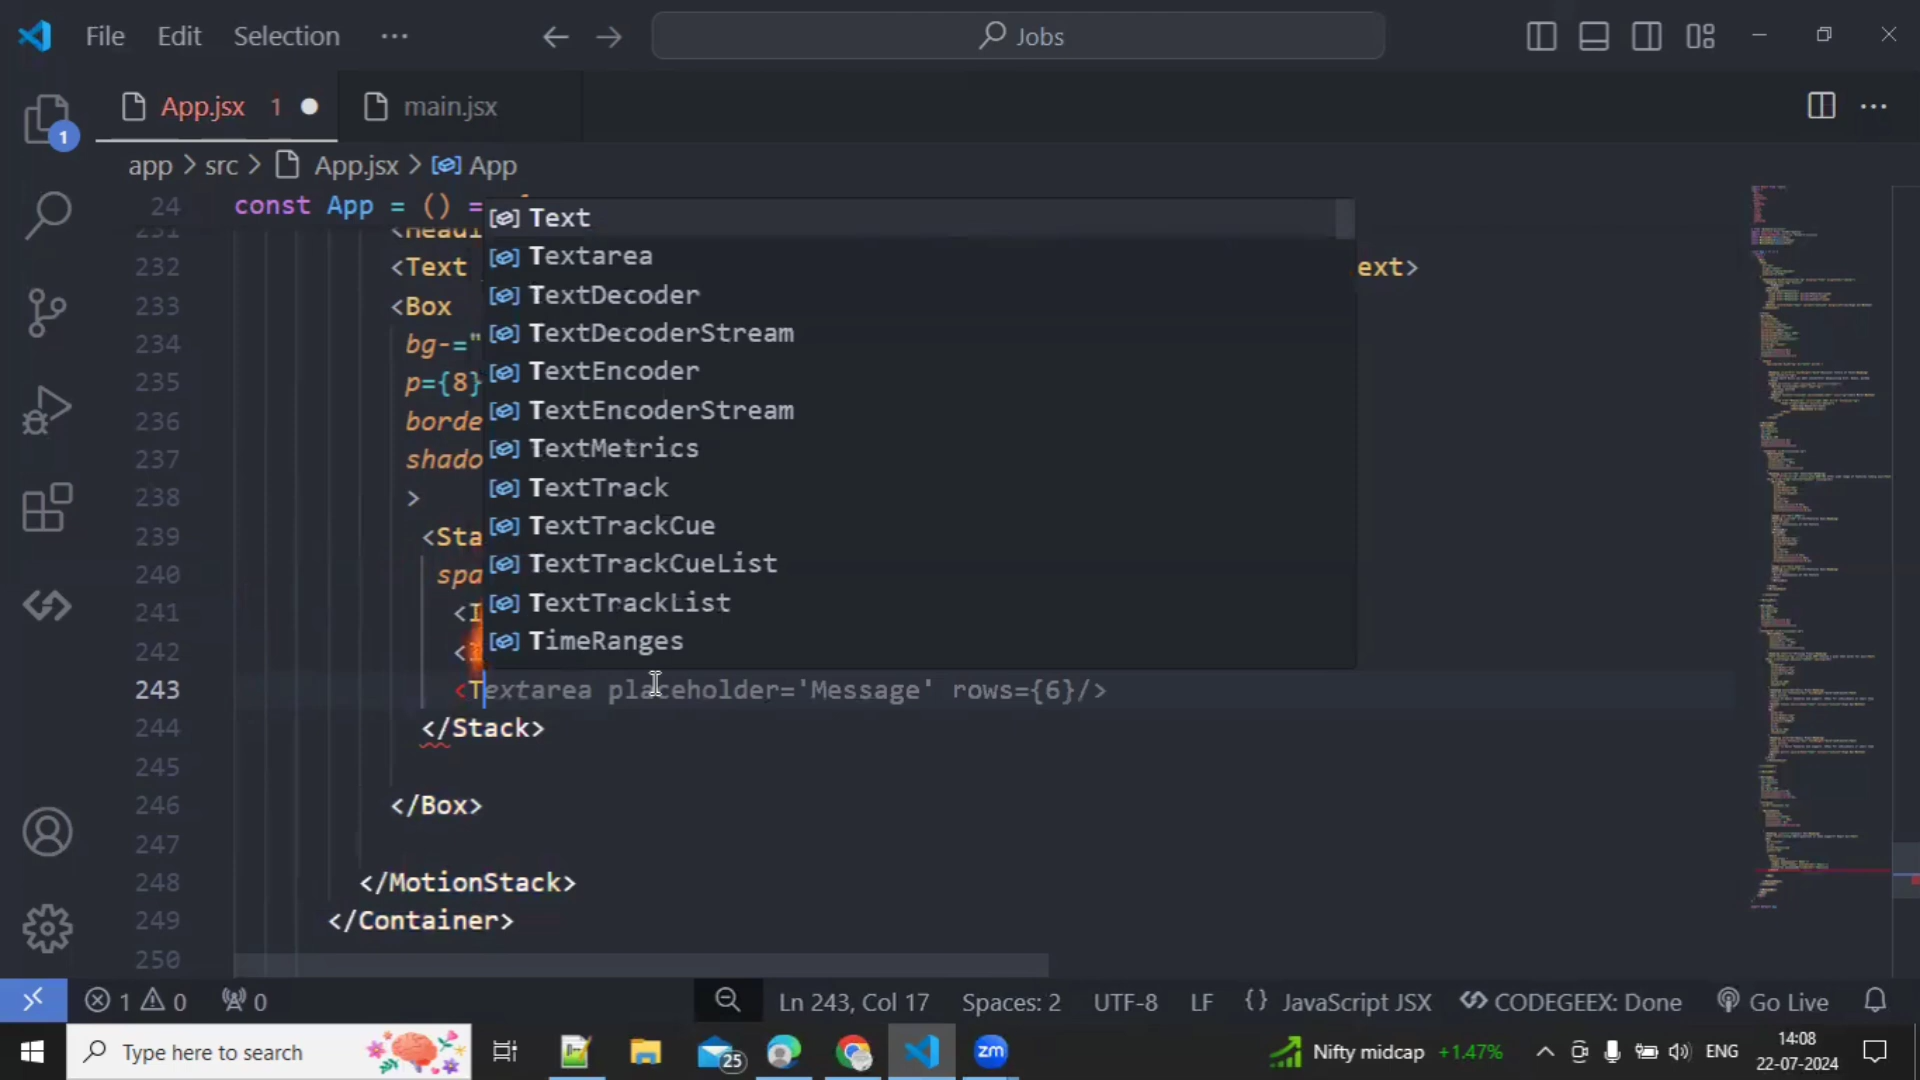 File Edit Selection ··· Jobs
App.jsx 1 main.jsx
1
app > src > App.jsx > App
24 const App = () =
231
232 <Text ext>
233 <Box
234 bg-="
235 p={8}
236 borde
237 shado
238 >
239 <Sta
240 spa
241 <I
242 <I
243 <Textarea placeholder='Message' rows={6}/>
244 </Stack>
245
246 </Box>
247
248 </MotionStack>
249 </Container>
250
Text
Textarea
TextDecoder
TextDecoderStream
TextEncoder
TextEncoderStream
TextMetrics
TextTrack
TextTrackCue
TextTrackCueList
TextTrackList
TimeRanges
1 0 0 Ln 243, Col 17 Spaces: 2 UTF-8 LF {} JavaScript JSX CODEGEEX: Done Go Live
Type here to search 25 zm Nifty midcap +1.47% ENG 14:08
22-07-2024